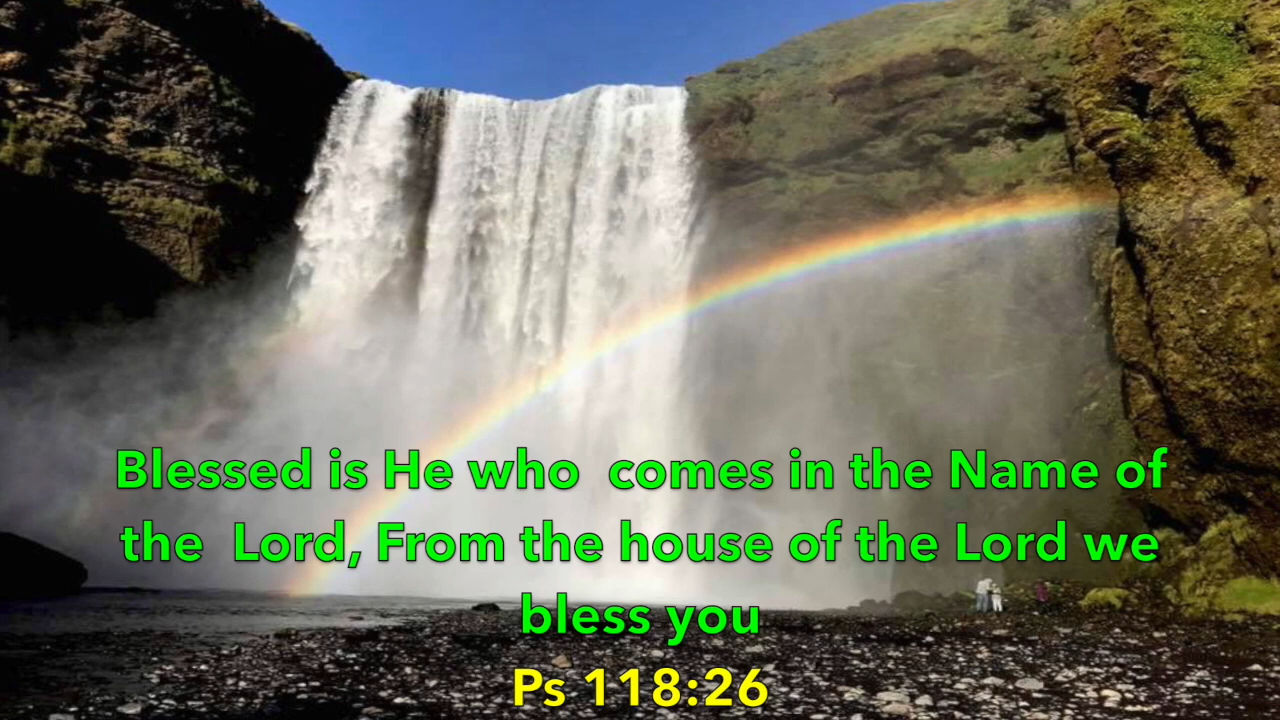 Blessed is He who  comes in the Name of
the  Lord, From the house of the Lord we
bless you
Ps 118:26